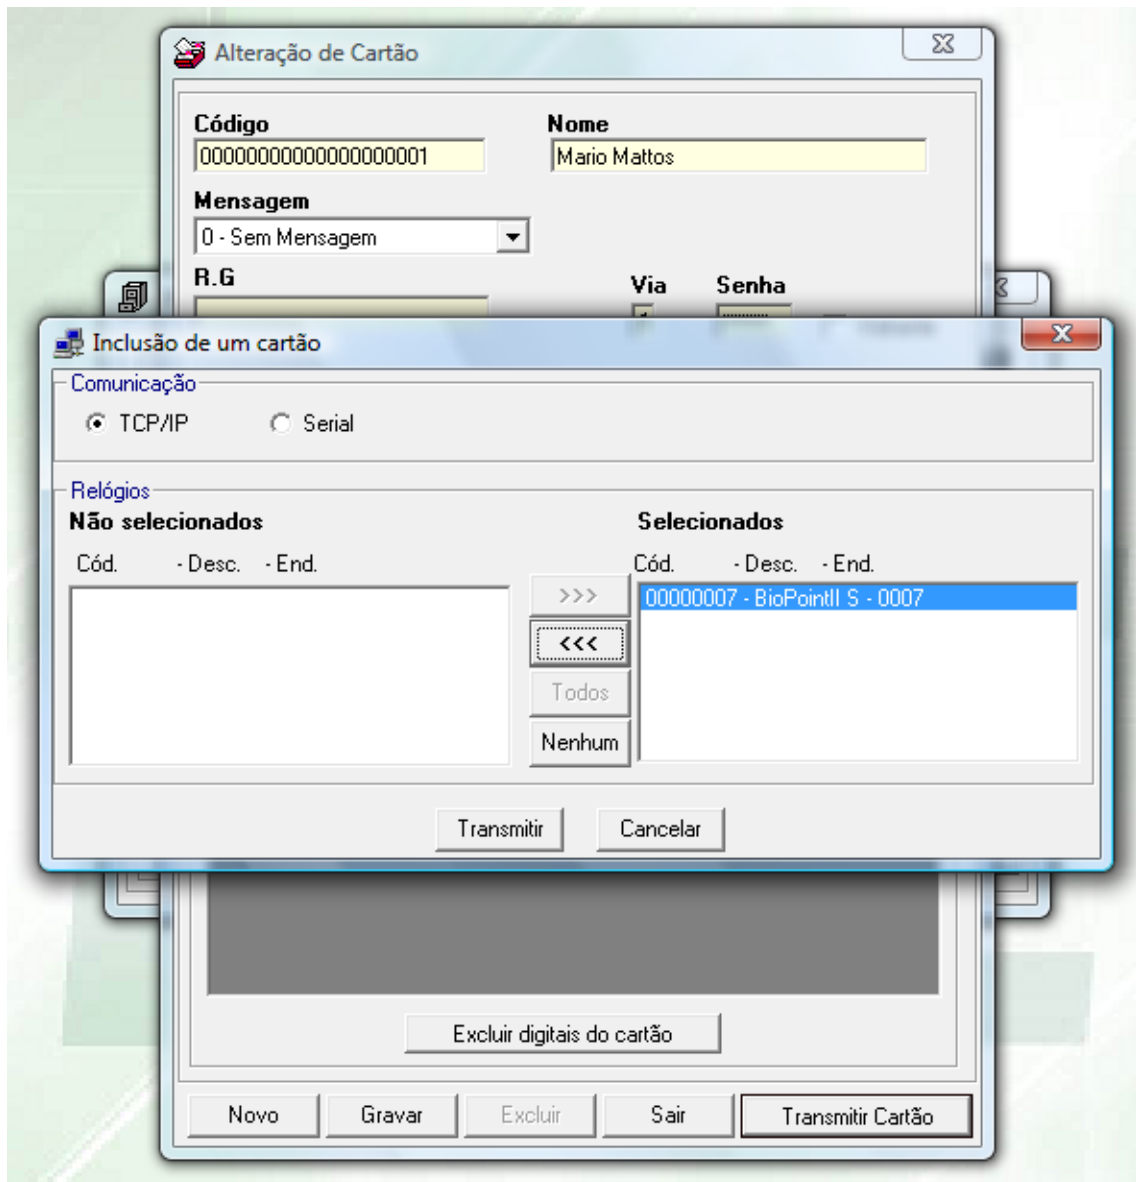 Alteração de Cartão
Código Nome
00000000000000000001 Mario Mattos
Mensagem
0 - Sem Mensagem
R.G Via Senha
Inclusão de um cartão
Comunicação
TCP/IP Serial
Relógios
Não selecionados Selecionados
Cód. - Desc. - End. Cód. - Desc. - End.
>>> 00000007 - BioPointII S - 0007
<<<
Todos
Nenhum
Transmitir Cancelar
Excluir digitais do cartão
Novo Gravar Excluir Sair Transmitir Cartão